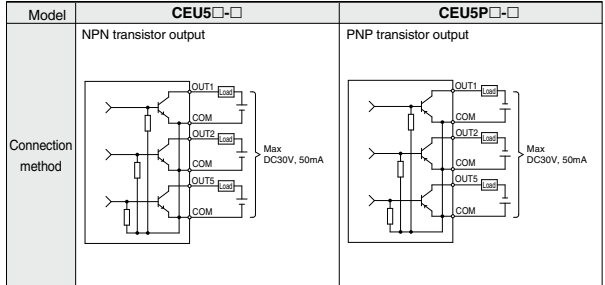 Model CEU5□-□ CEU5P□-□
Connection method
NPN transistor output
OUT1 Load
COM
OUT2 Load
COM
OUT5 Load
COM
Max
DC30V, 50mA
PNP transistor output
OUT1 Load
COM
OUT2 Load
COM
OUT5 Load
COM
Max
DC30V, 50mA